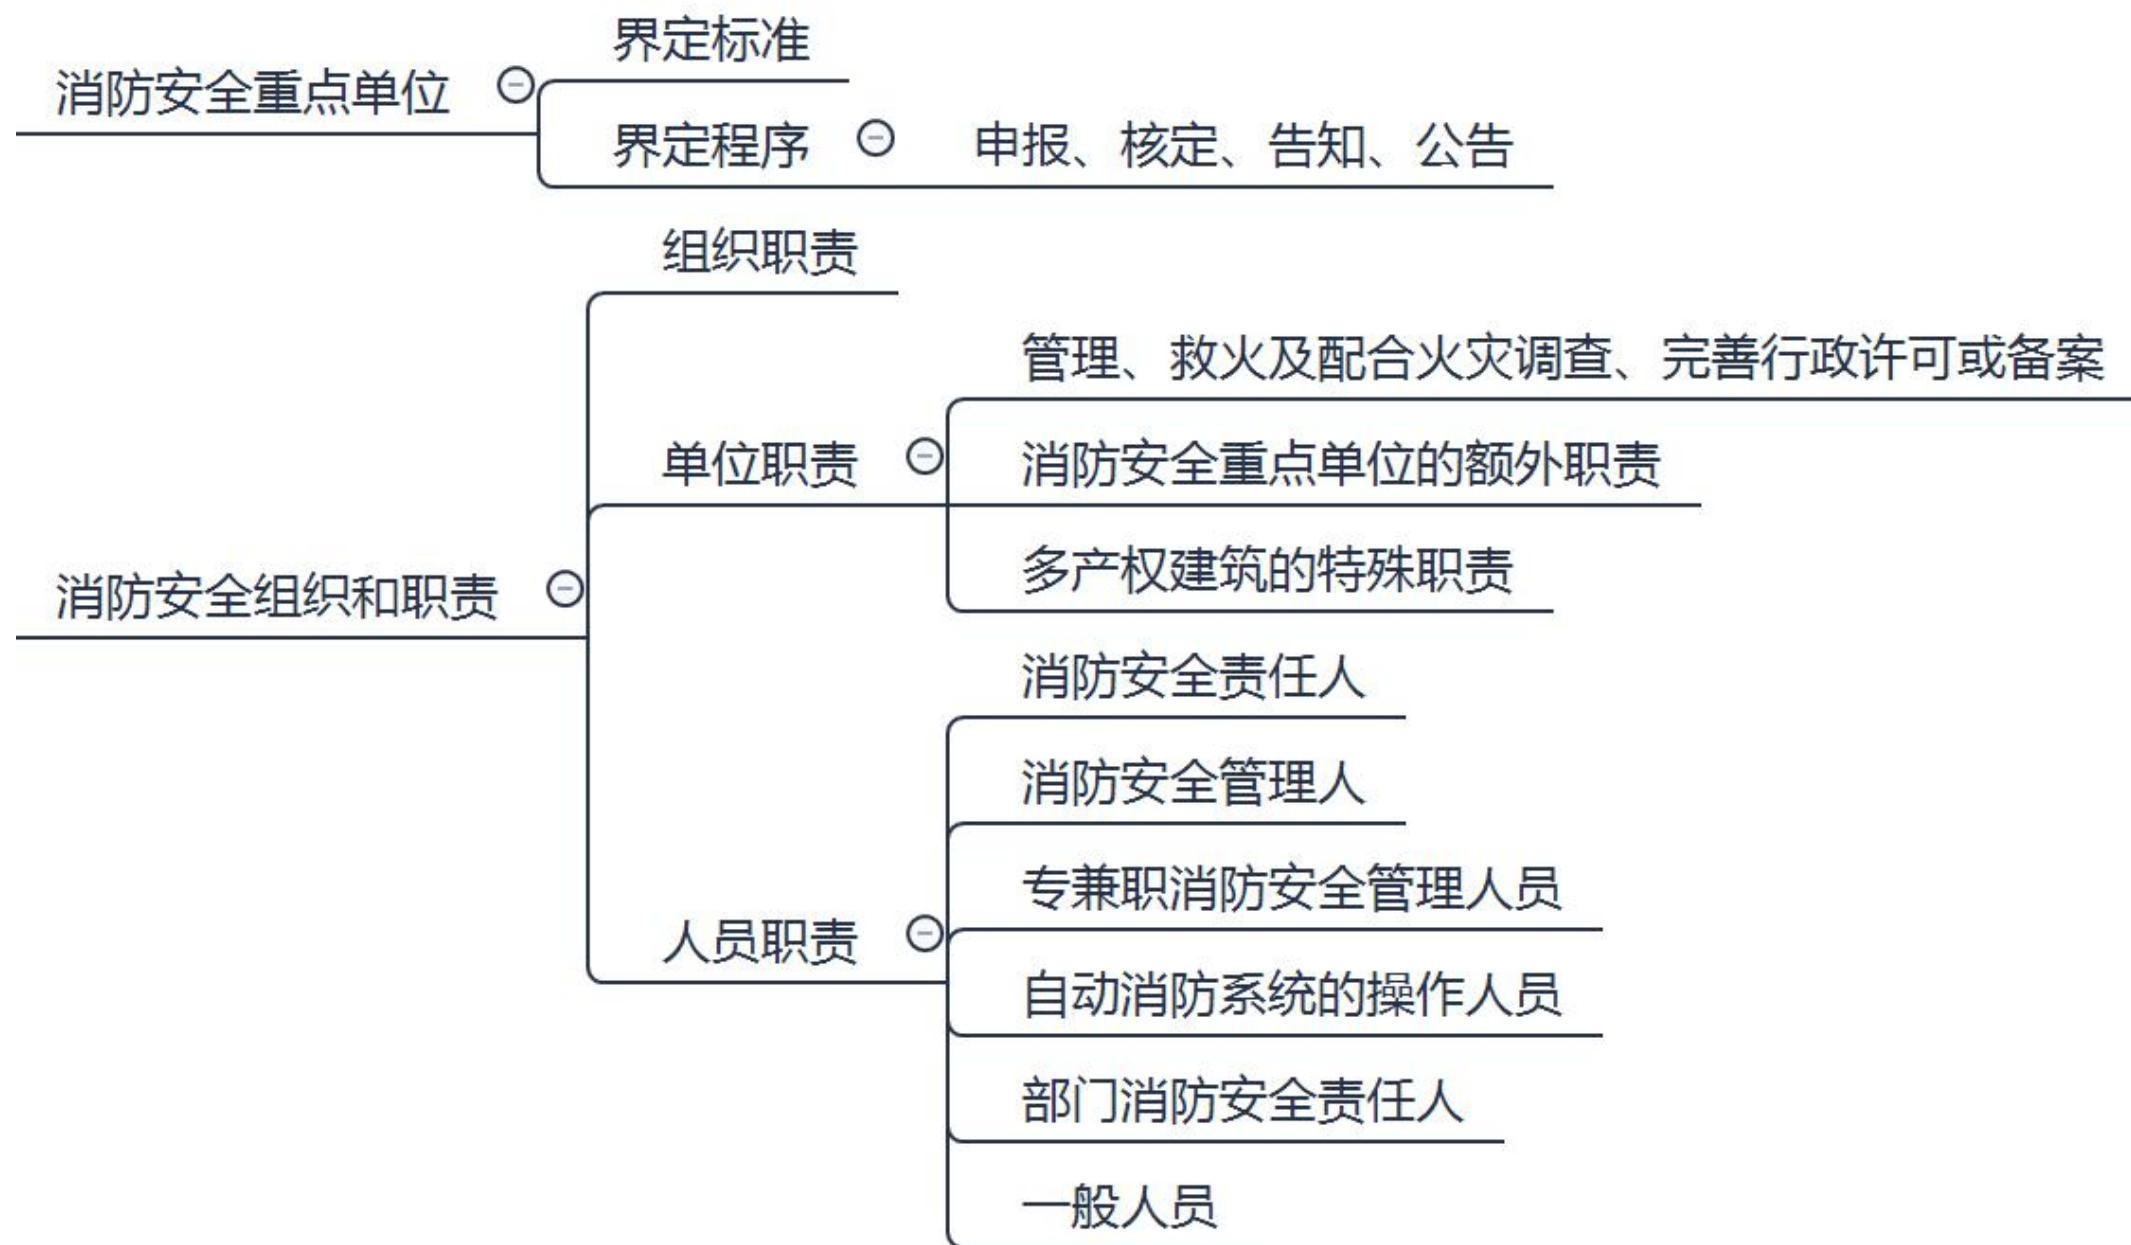 界定标准
消防安全重点单位
界定程序
申报、核定、告知、公告
组织职责
管理、救火及配合火灾调查、完善行政许可或备案
单位职责
消防安全重点单位的额外职责
多产权建筑的特殊职责
消防安全组织和职责
消防安全责任人
消防安全管理人
专兼职消防安全管理人员
人员职责
自动消防系统的操作人员
部门消防安全责任人
一般人员